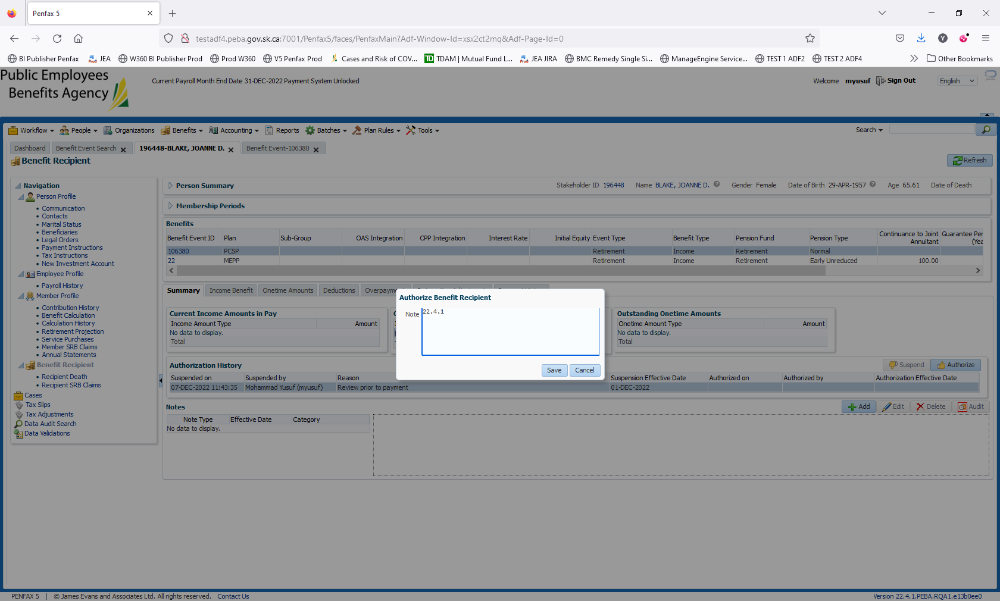 Penfax 5
testadf4.peba.gov.sk.ca:7001/Penfax5/faces/PenfaxMain?Adf-Window-Id=xsx2ct2mq&Adf-Page-Id=0
BI Publisher Penfax JEA W360 BI Publisher Prod Prod W360 V5 Penfax Prod Cases and Risk of COV... TDAM | Mutual Fund L... JEA JIRA BMC Remedy Single Si... ManageEngine Service... TEST 1 ADF2 TEST 2 ADF4 Other Bookmarks
Public Employees
Benefits Agency
Current Payroll Month End Date 31-DEC-2022 Payment System Unlocked
Welcome myusuf Sign Out English
Workflow People Organizations Benefits Accounting Reports Batches Plan Rules Tools Search
Dashboard Benefit Event Search 196448-BLAKE, JOANNE D. Benefit Event-106380
Benefit Recipient
Refresh
Navigation
Person Profile
Communication
Contacts
Marital Status
Beneficiaries
Legal Orders
Payment Instructions
Tax Instructions
New Investment Account
Employee Profile
Payroll History
Member Profile
Contribution History
Benefit Calculation
Calculation History
Retirement Projection
Service Purchases
Member SRB Claims
Annual Statements
Benefit Recipient
Recipient Death
Recipient SRB Claims
Cases
Tax Slips
Tax Adjustments
Data Audit Search
Data Validations
Person Summary Stakeholder ID 196448 Name BLAKE, JOANNE D. Gender Female Date of Birth 29-APR-1957 Age 65.61 Date of Death
Membership Periods
Benefits
Benefit Event ID Plan Sub-Group OAS Integration CPP Integration Interest Rate Initial Equity Event Type Benefit Type Pension Fund Pension Type Continuance to Joint Annuitant Guarantee Per (Yea
106380 PCSP Retirement Income Retirement Normal
22 MEPP Retirement Income Retirement Early Unreduced 100.00
Summary Income Benefit Onetime Amounts Deductions Overpaym
Authorize Benefit Recipient
Note 22.4.1
Save Cancel
Current Income Amounts in Pay
Income Amount Type Amount
No data to display.
Total
Outstanding Onetime Amounts
Onetime Amount Type Amount
No data to display.
Total
Authorization History Suspend Authorize
Suspended on Suspended by Reason Suspension Effective Date Authorized on Authorized by Authorization Effective Date
07-DEC-2022 11:43:35 Mohammad Yusuf (myusuf) Review prior to payment 01-DEC-2022
Notes Add Edit Delete Audit
Note Type Effective Date Category
No data to display.
PENFAX 5 | © James Evans and Associates Ltd. All rights reserved. Contact Us
Version 22.4.1.PEBA.RQA1.e13b0ee0